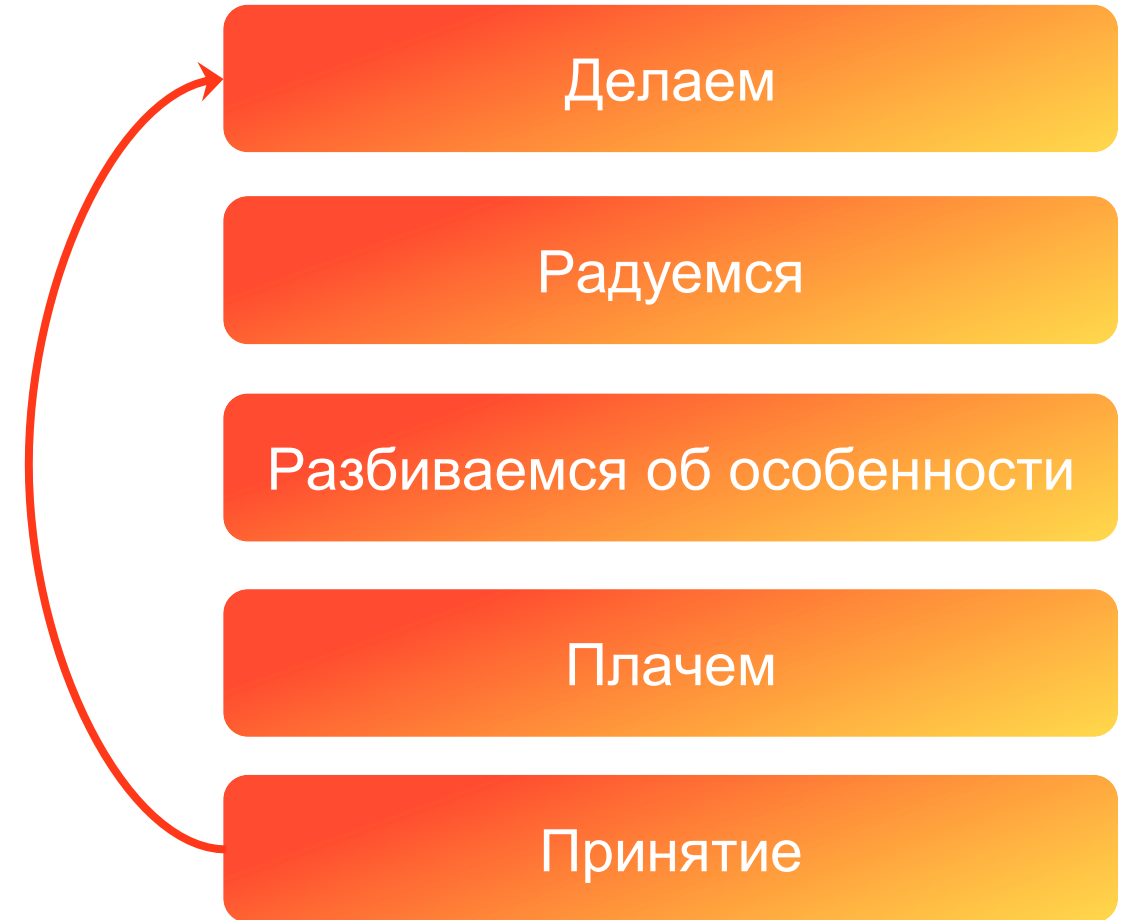 Делаем
Радуемся
Разбиваемся об особенности
Плачем
Принятие